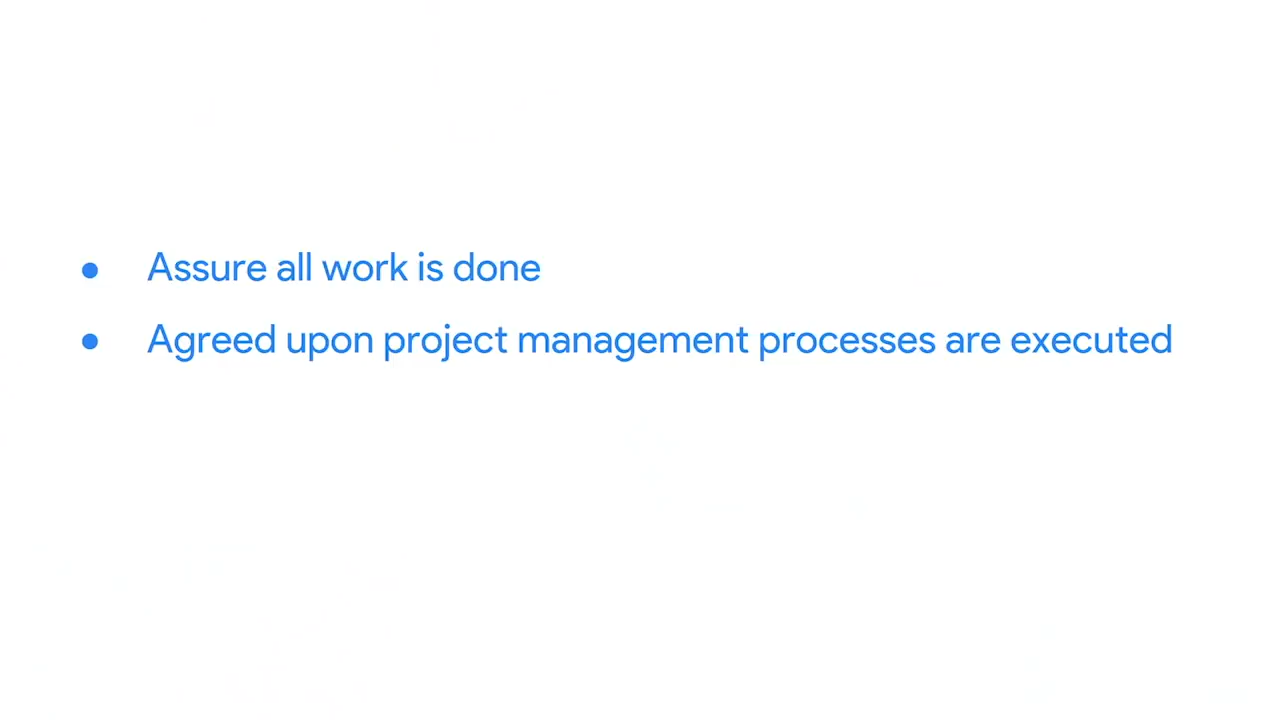 ● Assure all work is done
● Agreed upon project management processes are executed